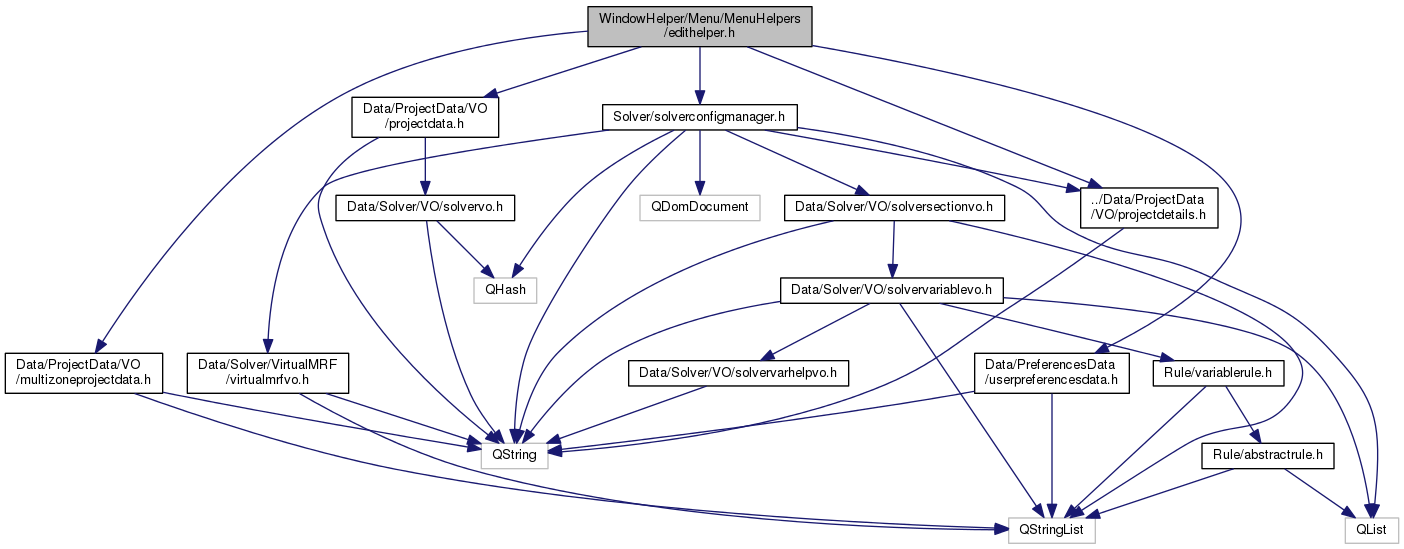 WindowHelper/Menu/MenuHelpers
/edithelper.h
Data/ProjectData/VO
/projectdata.h
Solver/solverconfigmanager.h
Data/Solver/VO/solvervo.h
QDomDocument
Data/Solver/VO/solversectionvo.h
../Data/ProjectData
/VO/projectdetails.h
QHash
Data/Solver/VO/solvervariablevo.h
Data/ProjectData/VO
/multizoneprojectdata.h
Data/Solver/VirtualMRF
/virtualmrfvo.h
Data/Solver/VO/solvervarhelpvo.h
Data/PreferencesData
/userpreferencesdata.h
Rule/variablerule.h
QString
Rule/abstractrule.h
QStringList
QList